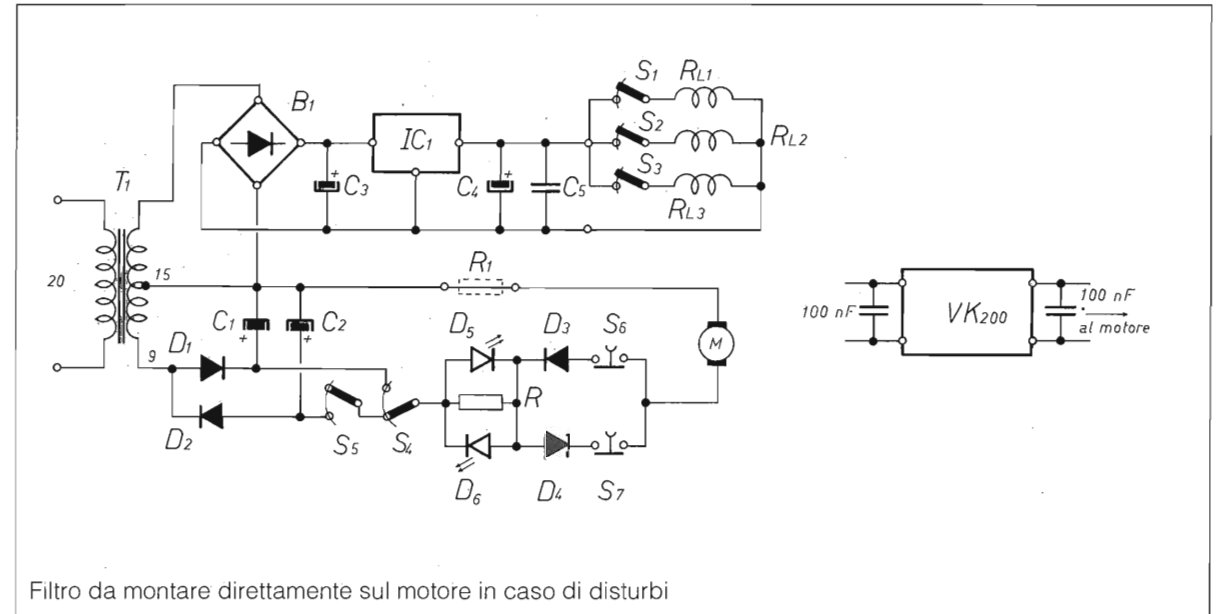 S1 RL1
B1
IC1
S2
RL2
T1
C3
C4
C5
S3
RL3
20
15
R1
100 nF
VK200
100 nF
al motore
C1
C2
D5
D3
S6
M
9
D1
R
D2
S5
S4
D6
D4
S7
+
+
+
+
Filtro da montare direttamente sul motore in caso di disturbi